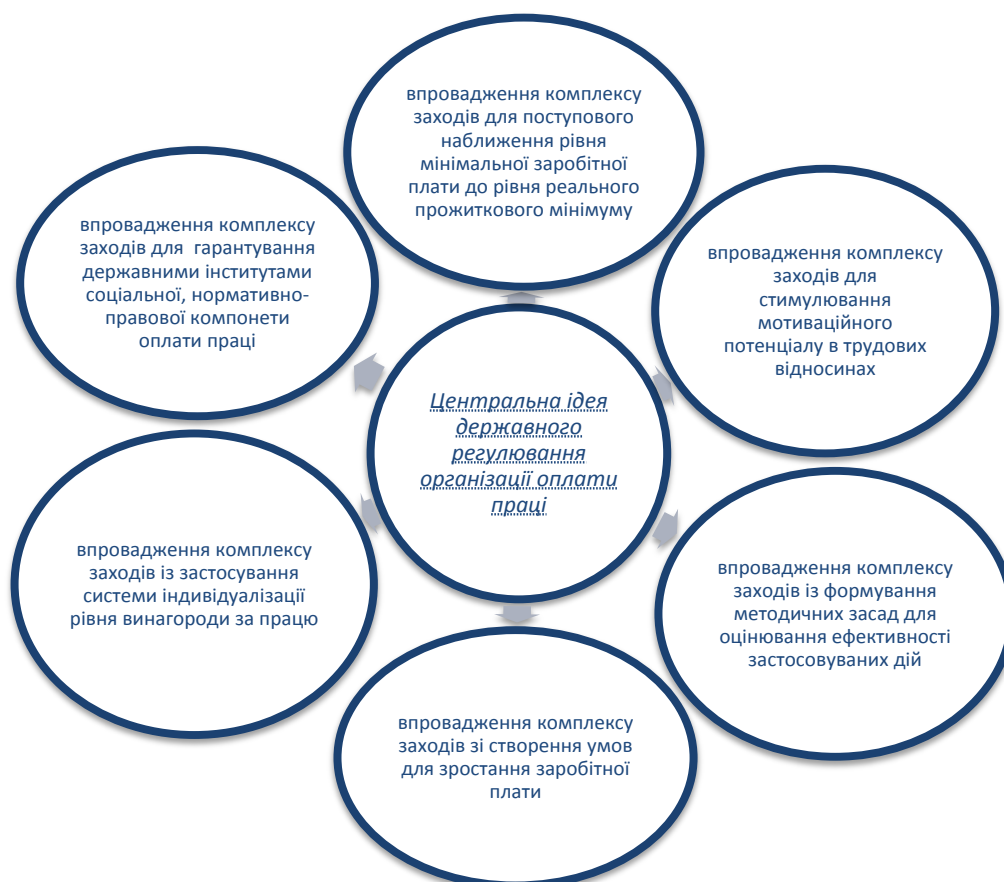 впровадження комплексу
заходів для поступового
наближення рівня
мінімальної заробітної
плати до рівня реального
прожиткового мінімуму
впровадження комплексу
заходів для гарантування
державними інститутами
соціальної, нормативно-
правової компонети
оплати праці
впровадження комплексу
заходів для
стимулювання
мотиваційного
потенціалу в трудових
відносинах
Центральна ідея
державного
регулювання
організації оплати
праці
впровадження комплексу
заходів із застосування
системи індивідуалізації
рівня винагороди за працю
впровадження комплексу
заходів із формування
методичних засад для
оцінювання ефективності
застосовуваних дій
впровадження комплексу
заходів зі створення умов
для зростання заробітної
плати